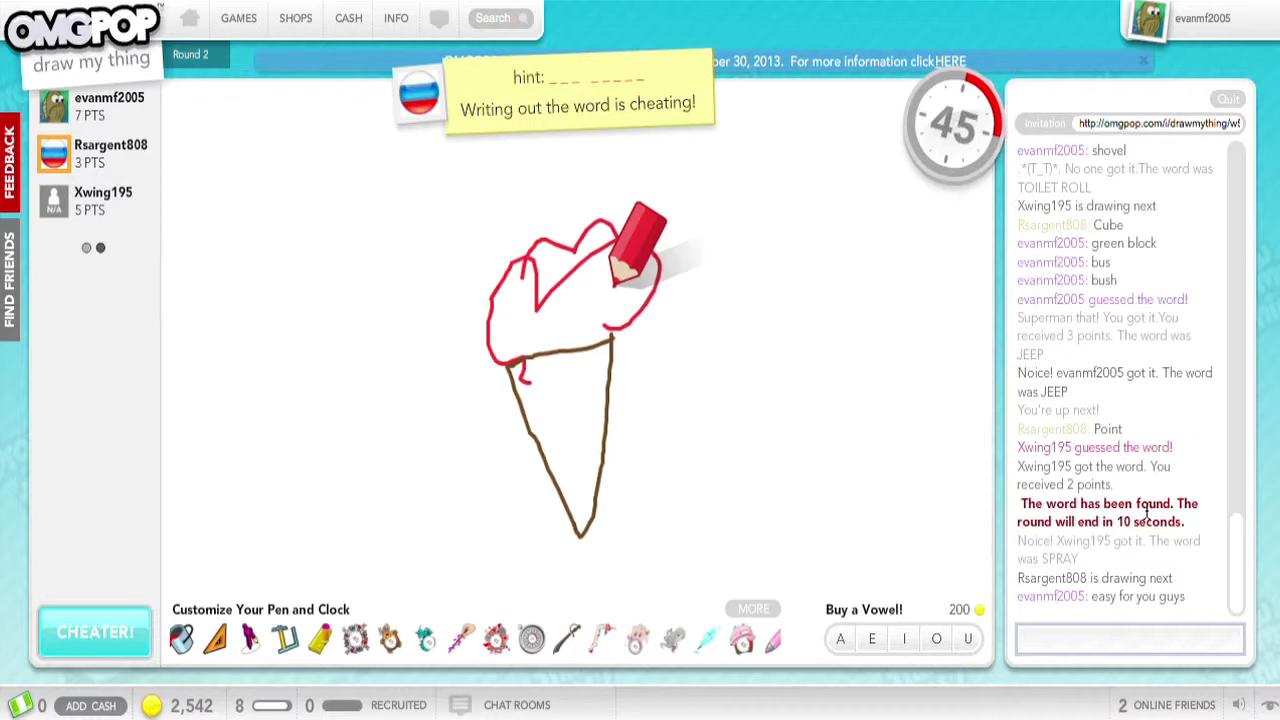 OMGPOP™
draw my thing
GAMES SHOPS CASH INFO Search
evanmf2005
Round 2
ber 30, 2013. For more information clickHERE
hint: ___ _____
Writing out the word is cheating!
45
FEEDBACK
FIND FRIENDS
evanmf2005
7 PTS
Rsargent808
3 PTS
N/A
Xwing195
5 PTS
Quit
Invitation http://omgpop.com/i/drawmything/w
evanmf2005: shovel
.*(T_T)*. No one got it.The word was
TOILET ROLL
Xwing195 is drawing next
Rsargent808: Cube
evanmf2005: green block
evanmf2005: bus
evanmf2005: bush
evanmf2005 guessed the word!
Superman that! You got it.You
received 3 points. The word was
JEEP
Noice! evanmf2005 got it. The word
was JEEP
You're up next!
Rsargent808: Point
Xwing195 guessed the word!
Xwing195 got the word. You
received 2 points.
The word has been found. The
round will end in 10 seconds.
Noice! Xwing195 got it. The word
was SPRAY
Rsargent808 is drawing next
evanmf2005: easy for you guys
CHEATER!
Customize Your Pen and Clock MORE
Buy a Vowel! 200
A E I O U
0 ADD CASH 2,542 8 0 RECRUITED CHAT ROOMS 2 ONLINE FRIENDS